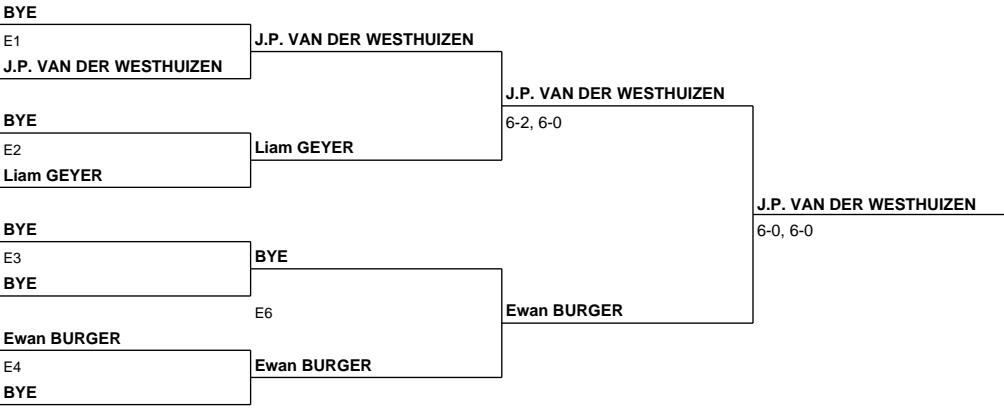 BYE
E1
J.P. VAN DER WESTHUIZEN
J.P. VAN DER WESTHUIZEN
J.P. VAN DER WESTHUIZEN
BYE
6-2, 6-0
E2
Liam GEYER
Liam GEYER
J.P. VAN DER WESTHUIZEN
BYE
6-0, 6-0
E3
BYE
BYE
E6
Ewan BURGER
Ewan BURGER
E4
Ewan BURGER
BYE